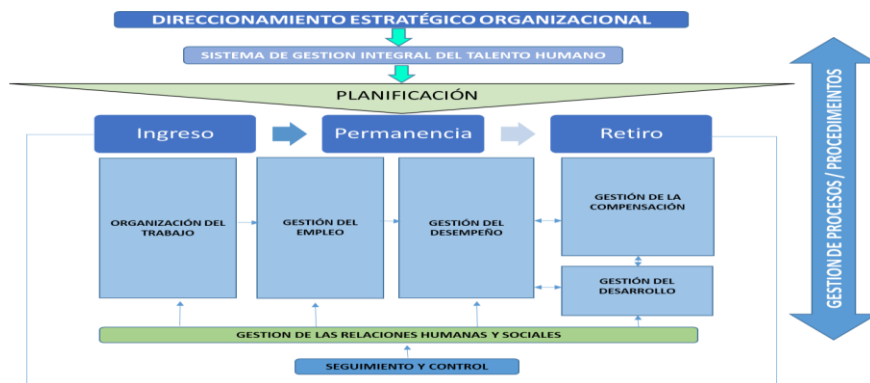 DIRECCIONAMIENTO ESTRATÉGICO ORGANIZACIONAL
SISTEMA DE GESTION INTEGRAL DEL TALENTO HUMANO
PLANIFICACIÓN
Ingreso
Permanencia
Retiro
ORGANIZACIÓN DEL
TRABAJO
GESTIÓN DEL
EMPLEO
GESTIÓN DEL
DESEMPEÑO
GESTIÓN DE LA
COMPENSACIÓN
GESTIÓN DEL
DESARROLLO
GESTION DE LAS RELACIONES HUMANAS Y SOCIALES
SEGUIMIENTO Y CONTROL
GESTION DE PROCESOS / PROCEDIMEINTOS